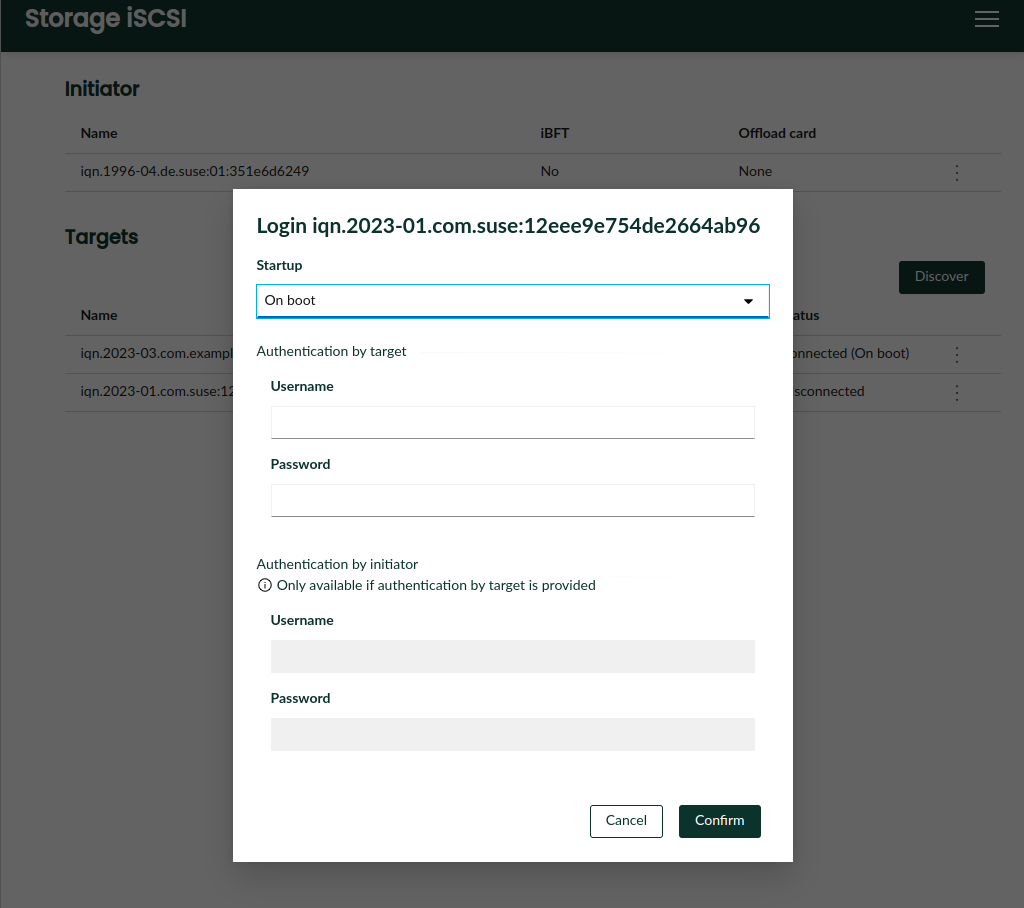 Storage iSCSI
Initiator
Name iBFT Offload card
iqn.1996-04.de.suse:01:351e6d6249 No None
Targets
Discover
Name atus
iqn.2023-03.com.exampl onnected (On boot)
iqn.2023-01.com.suse:12 sconnected
Login iqn.2023-01.com.suse:12eee9e754de2664ab96
Startup
On boot
Authentication by target
Username
Password
Authentication by initiator
Only available if authentication by target is provided
Username
Password
Cancel Confirm